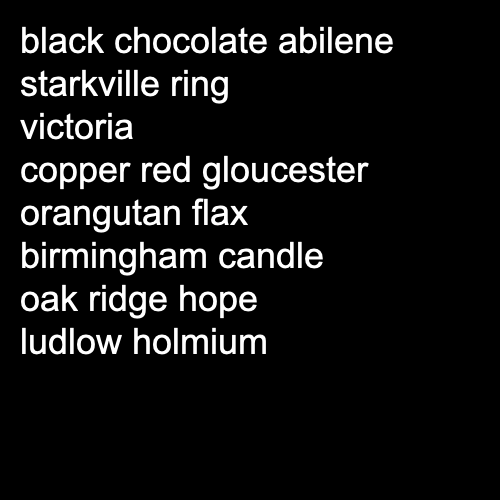 black chocolate abilene
starkville ring
victoria
copper red gloucester
orangutan flax
birmingham candle
oak ridge hope
ludlow holmium